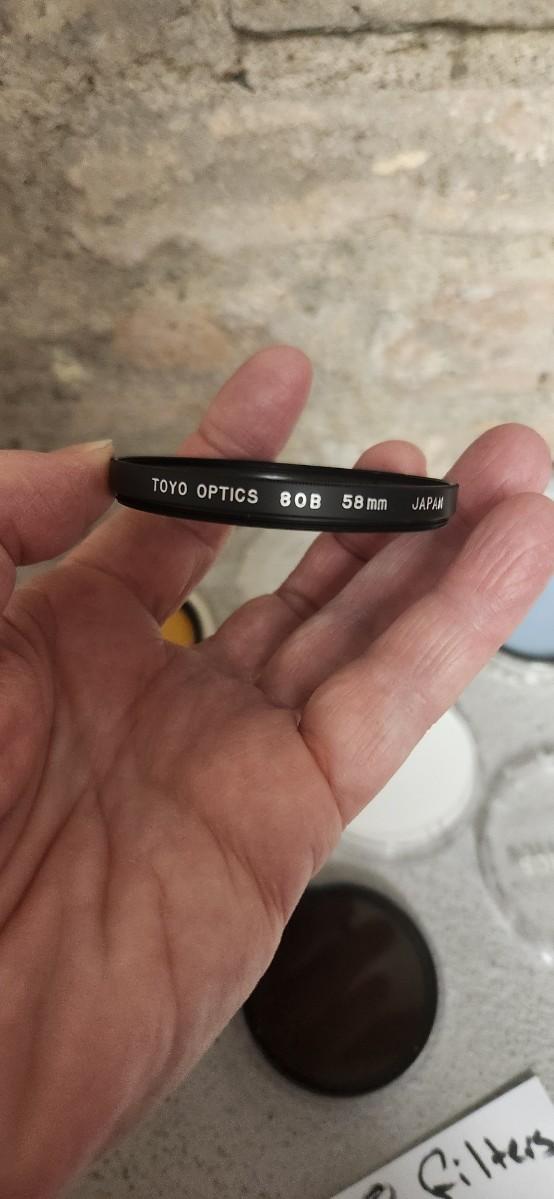 TOYO OPTICS 80B 58mm JAPAN
Filters